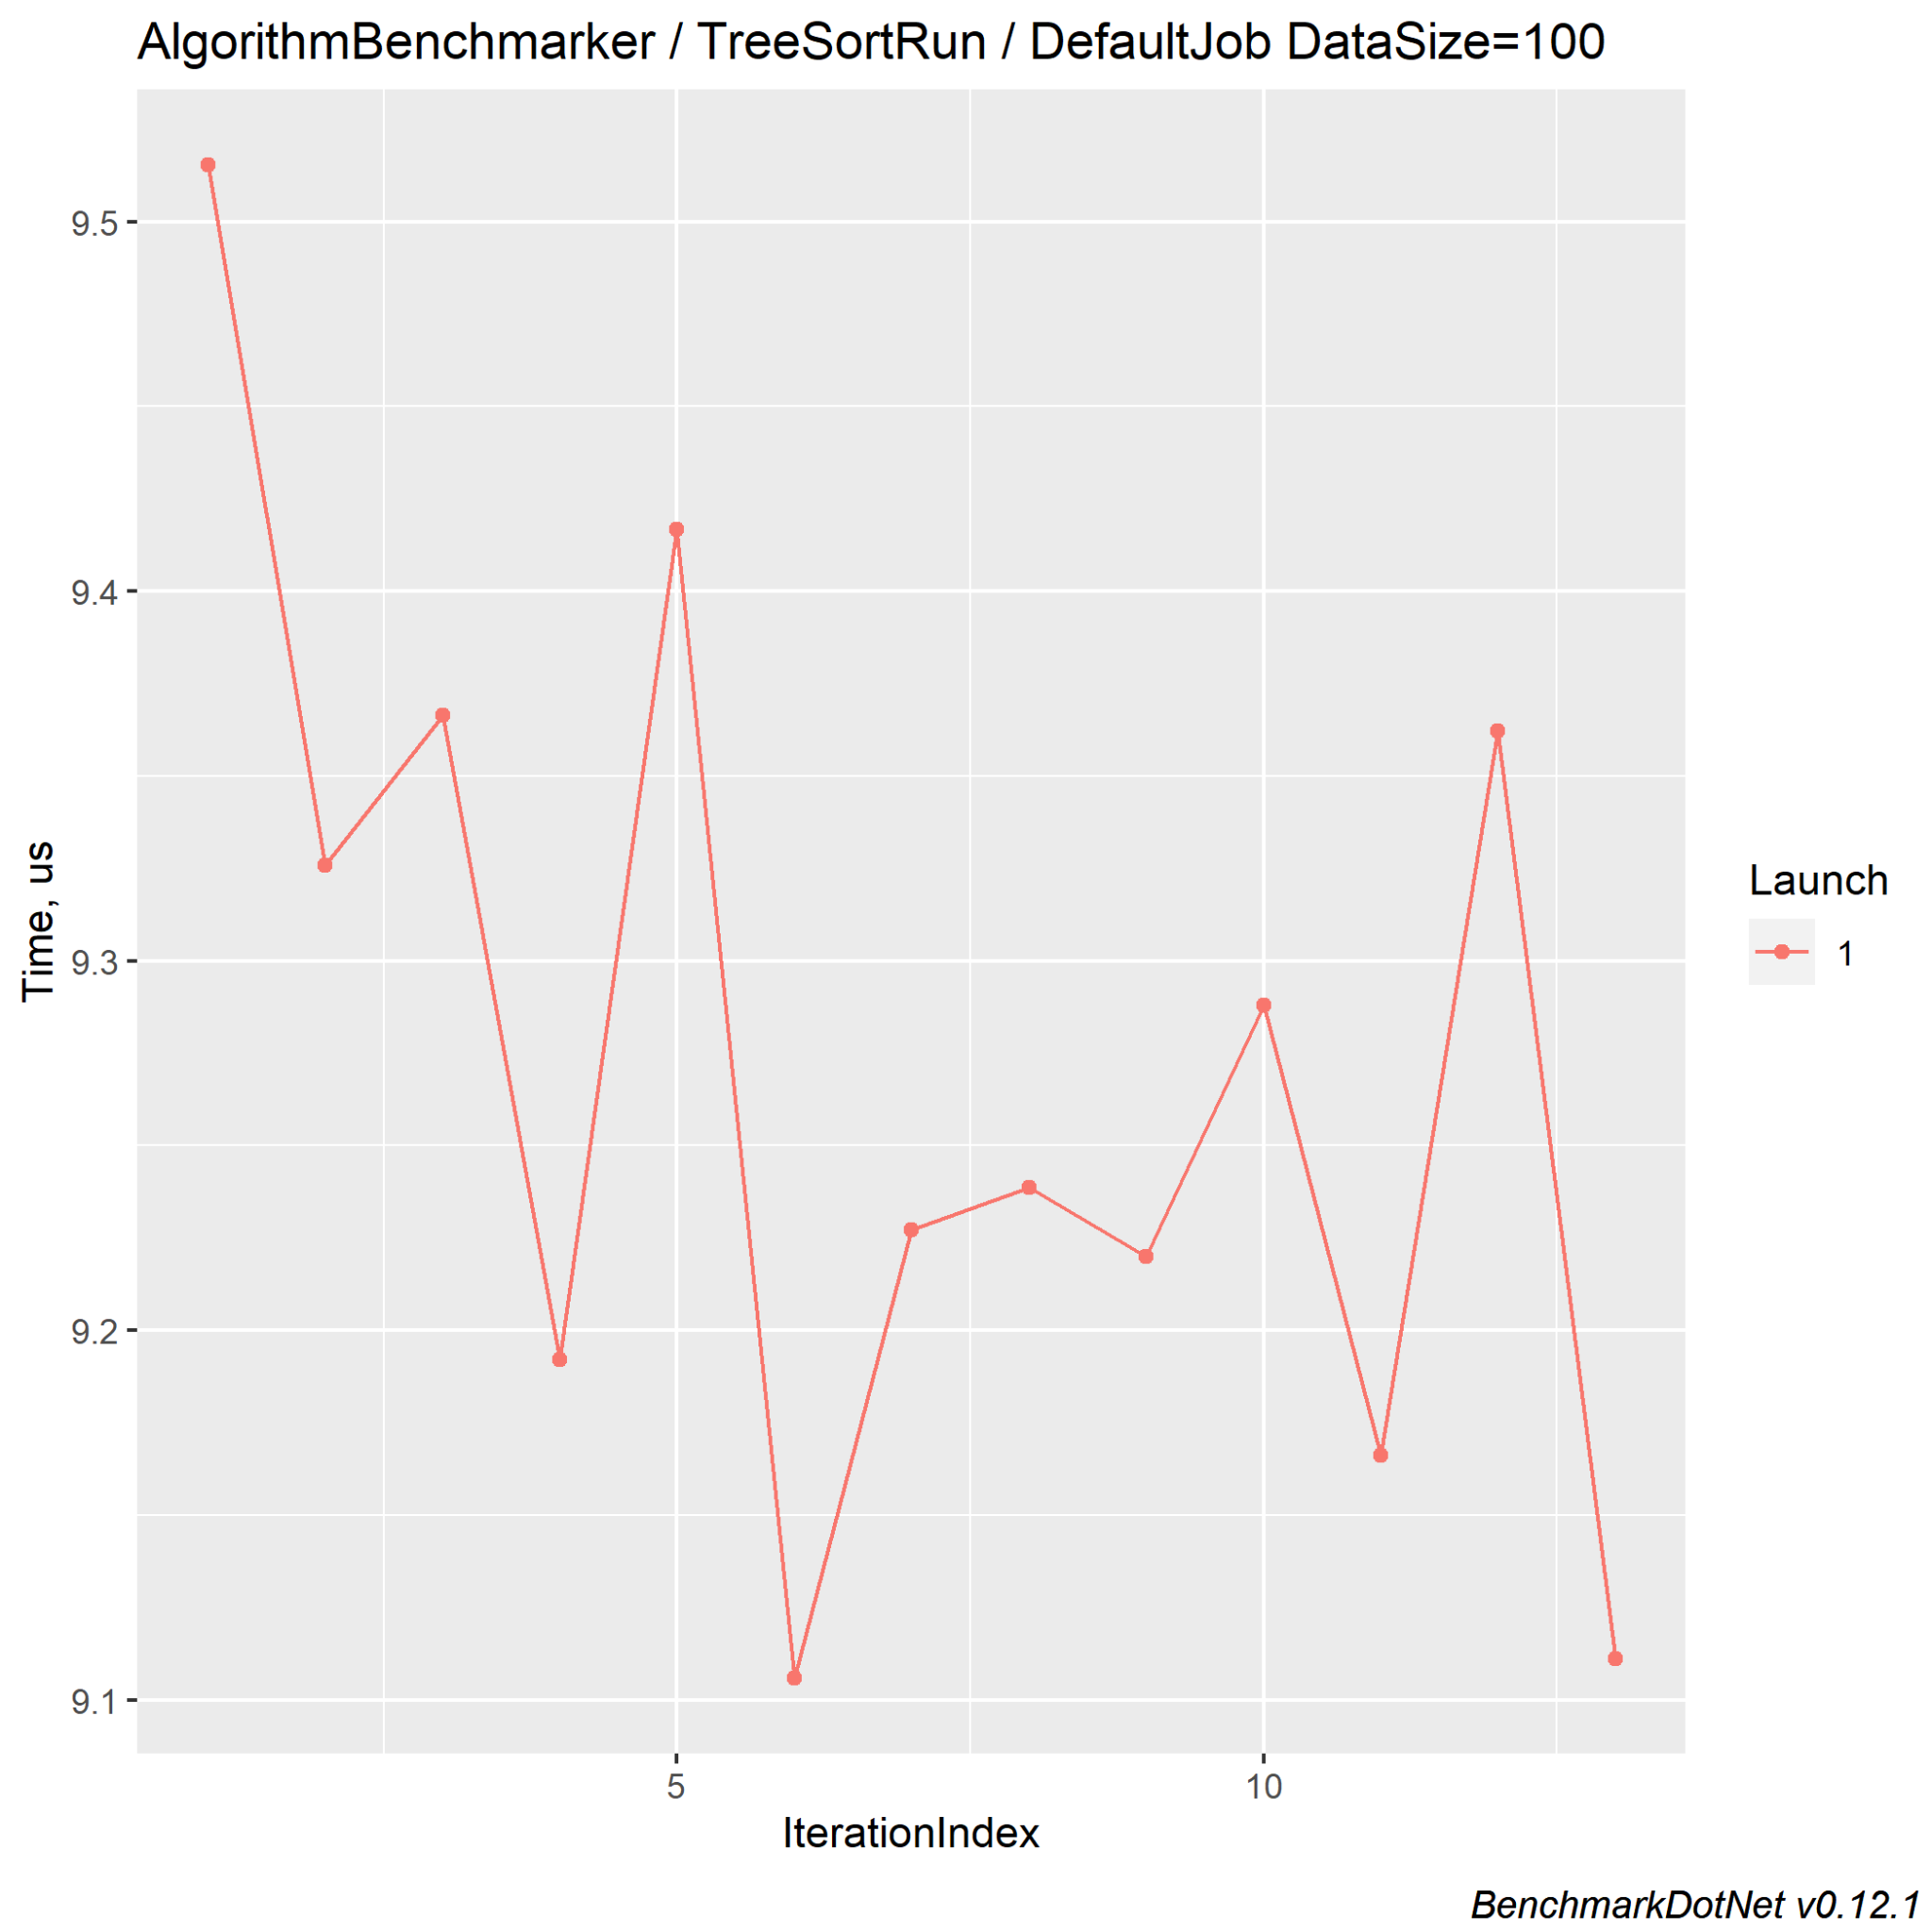 AlgorithmBenchmarker / TreeSortRun / DefaultJob DataSize=100
9.5
9.4
9.3
9.2
9.1
Time, us
5
10
IterationIndex
Launch
1
BenchmarkDotNet v0.12.1